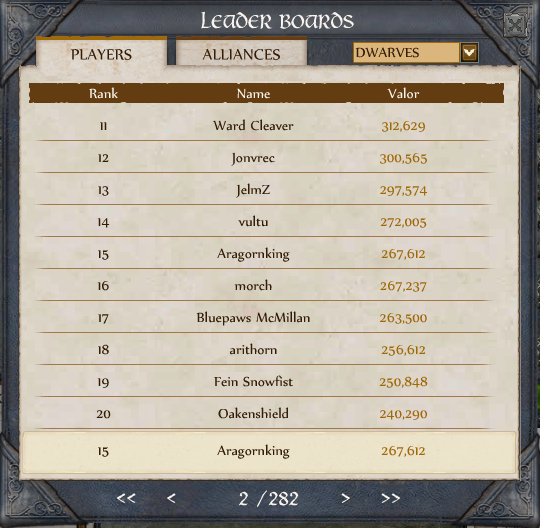 Leader Boards
PLAYERS ALLIANCES DWARVES
Rank Name Valor
11 Ward Cleaver 312,629
12 Jonvrec 300,565
13 JelmZ 297,574
14 vultu 272,005
15 Aragornking 267,612
16 morch 267,237
17 Bluepaws McMillan 263,500
18 arithorn 256,612
19 Fein Snowfist 250,848
20 Oakenshield 240,290
15 Aragornking 267,612
<< < 2 /282 > >>